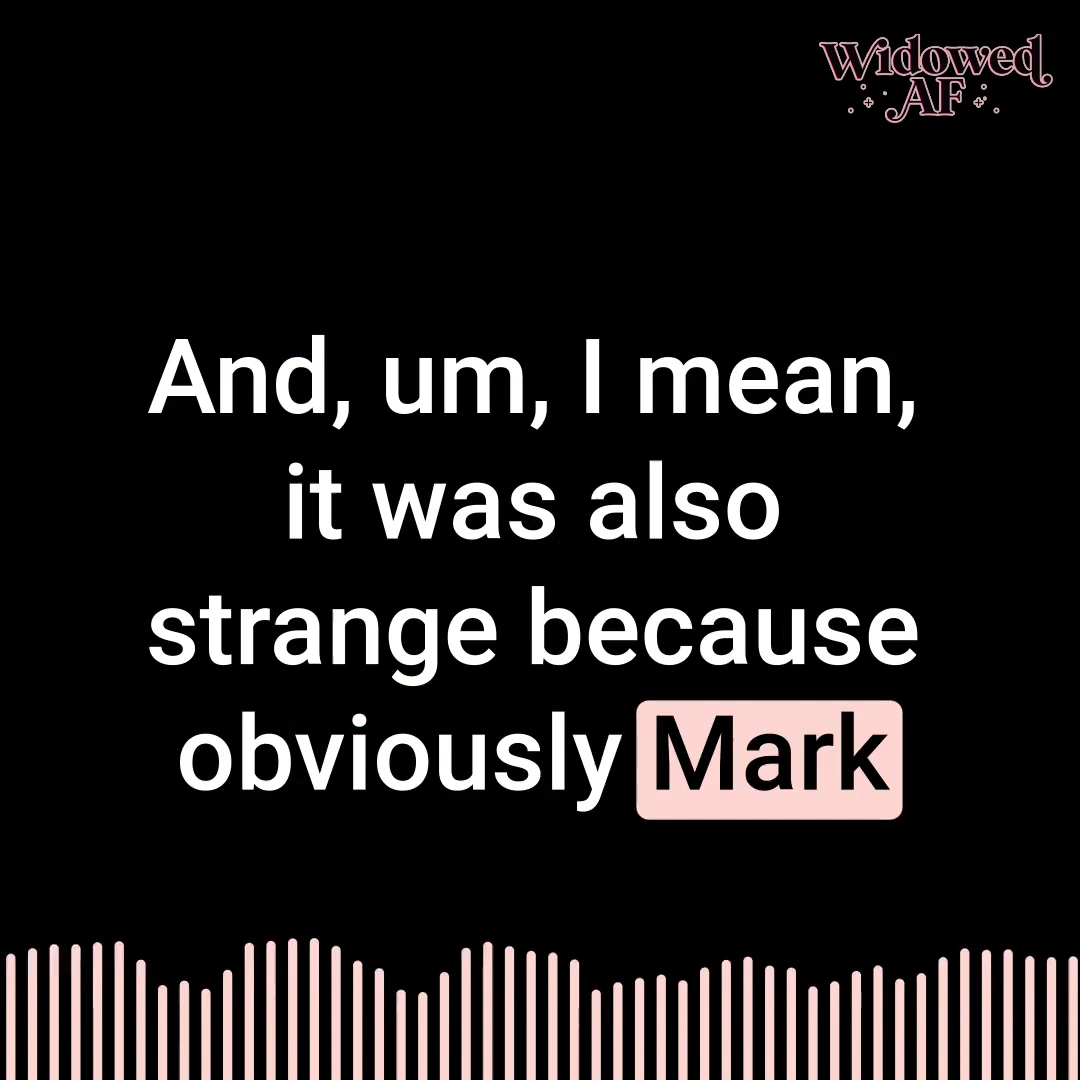 Widowed
AF
And, um, I mean,
it was also
strange because
obviously Mark